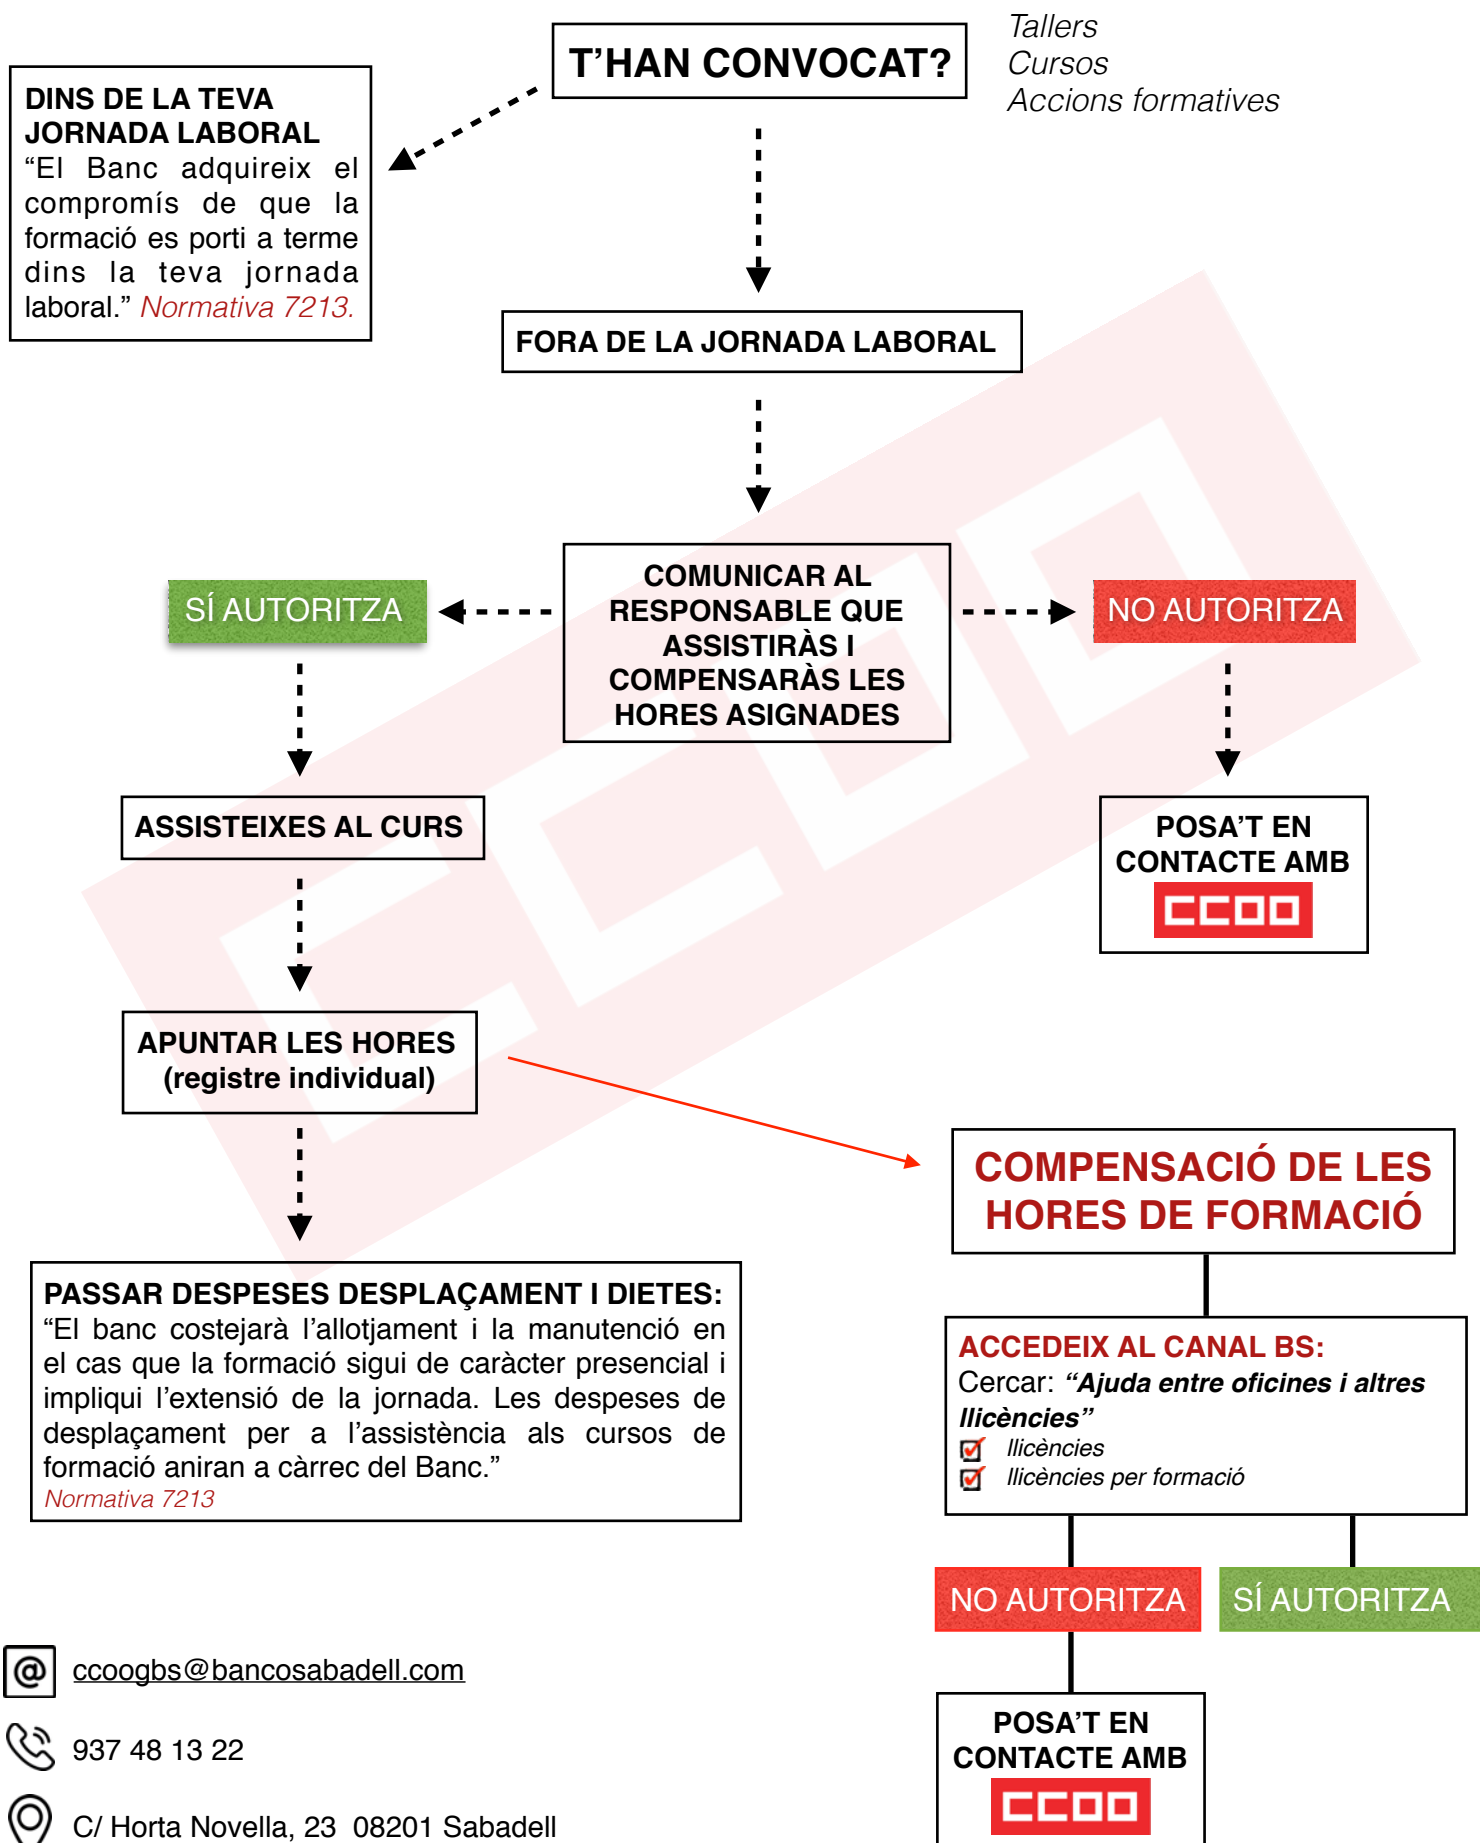 T’HAN CONVOCAT?
Tallers
Cursos
Accions formatives
DINS DE LA TEVA
JORNADA LABORAL
“El Banc adquireix el
compromís de que la
formació es porti a terme
dins la teva jornada
laboral.” Normativa 7213.
FORA DE LA JORNADA LABORAL
COMUNICAR AL
RESPONSABLE QUE
ASSISTIRÀS I
COMPENSARÀS LES
HORES ASIGNADES
SÍ AUTORITZA
NO AUTORITZA
ASSISTEIXES AL CURS
POSA’T EN
CONTACTE AMB
CCOO
APUNTAR LES HORES
(registre individual)
COMPENSACIÓ DE LES
HORES DE FORMACIÓ
PASSAR DESPESES DESPLAÇAMENT I DIETES:
“El banc costejarà l’allotjament i la manutenció en
el cas que la formació sigui de caràcter presencial i
impliqui l’extensió de la jornada. Les despeses de
desplaçament per a l’assistència als cursos de
formació aniran a càrrec del Banc.”
Normativa 7213
ACCEDEIX AL CANAL BS:
Cercar: “Ajuda entre oficines i altres
llicències”
llicències
llicències per formació
NO AUTORITZA
SÍ AUTORITZA
POSA’T EN
CONTACTE AMB
CCOO
@ ccoogbs@bancosabadell.com
937 48 13 22
C/ Horta Novella, 23 08201 Sabadell
CCOO